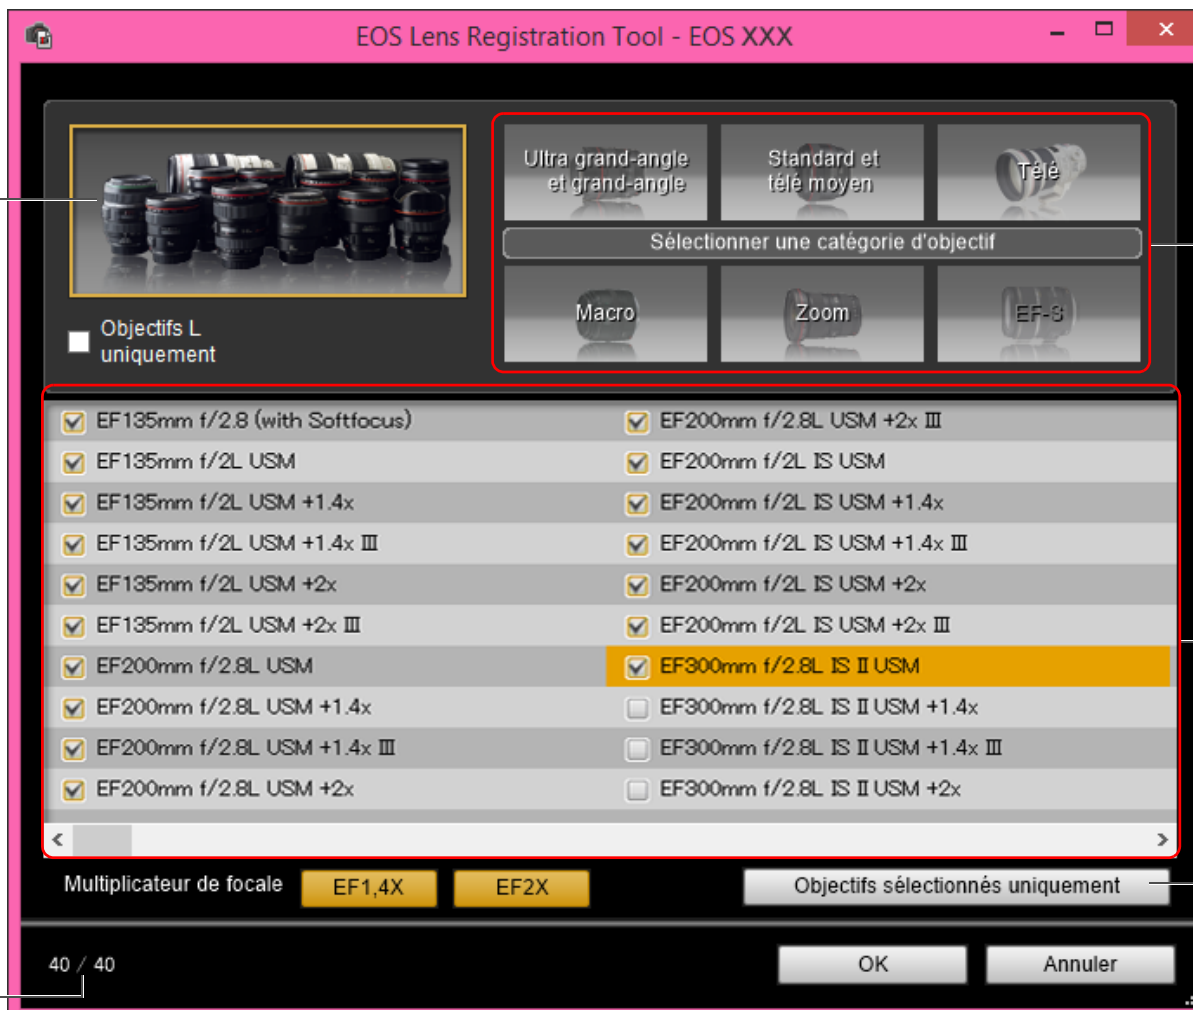 EOS Lens Registration Tool - EOS XXX
Ultra grand-angle
et grand-angle
Standard et
télé moyen
Télé
Sélectionner une catégorie d'objectif
Macro
Zoom
EF-S
Objectifs L
uniquement
EF135mm f/2.8 (with Softfocus)
EF135mm f/2L USM
EF135mm f/2L USM +1.4x
EF135mm f/2L USM +1.4x III
EF135mm f/2L USM +2x
EF135mm f/2L USM +2x III
EF200mm f/2.8L USM
EF200mm f/2.8L USM +1.4x
EF200mm f/2.8L USM +1.4x III
EF200mm f/2.8L USM +2x
EF200mm f/2.8L USM +2x III
EF200mm f/2L IS USM
EF200mm f/2L IS USM +1.4x
EF200mm f/2L IS USM +1.4x III
EF200mm f/2L IS USM +2x
EF200mm f/2L IS USM +2x III
EF300mm f/2.8L IS II USM
EF300mm f/2.8L IS II USM +1.4x
EF300mm f/2.8L IS II USM +1.4x III
EF300mm f/2.8L IS II USM +2x
Multiplicateur de focale
EF1,4X
EF2X
Objectifs sélectionnés uniquement
40 / 40
OK
Annuler